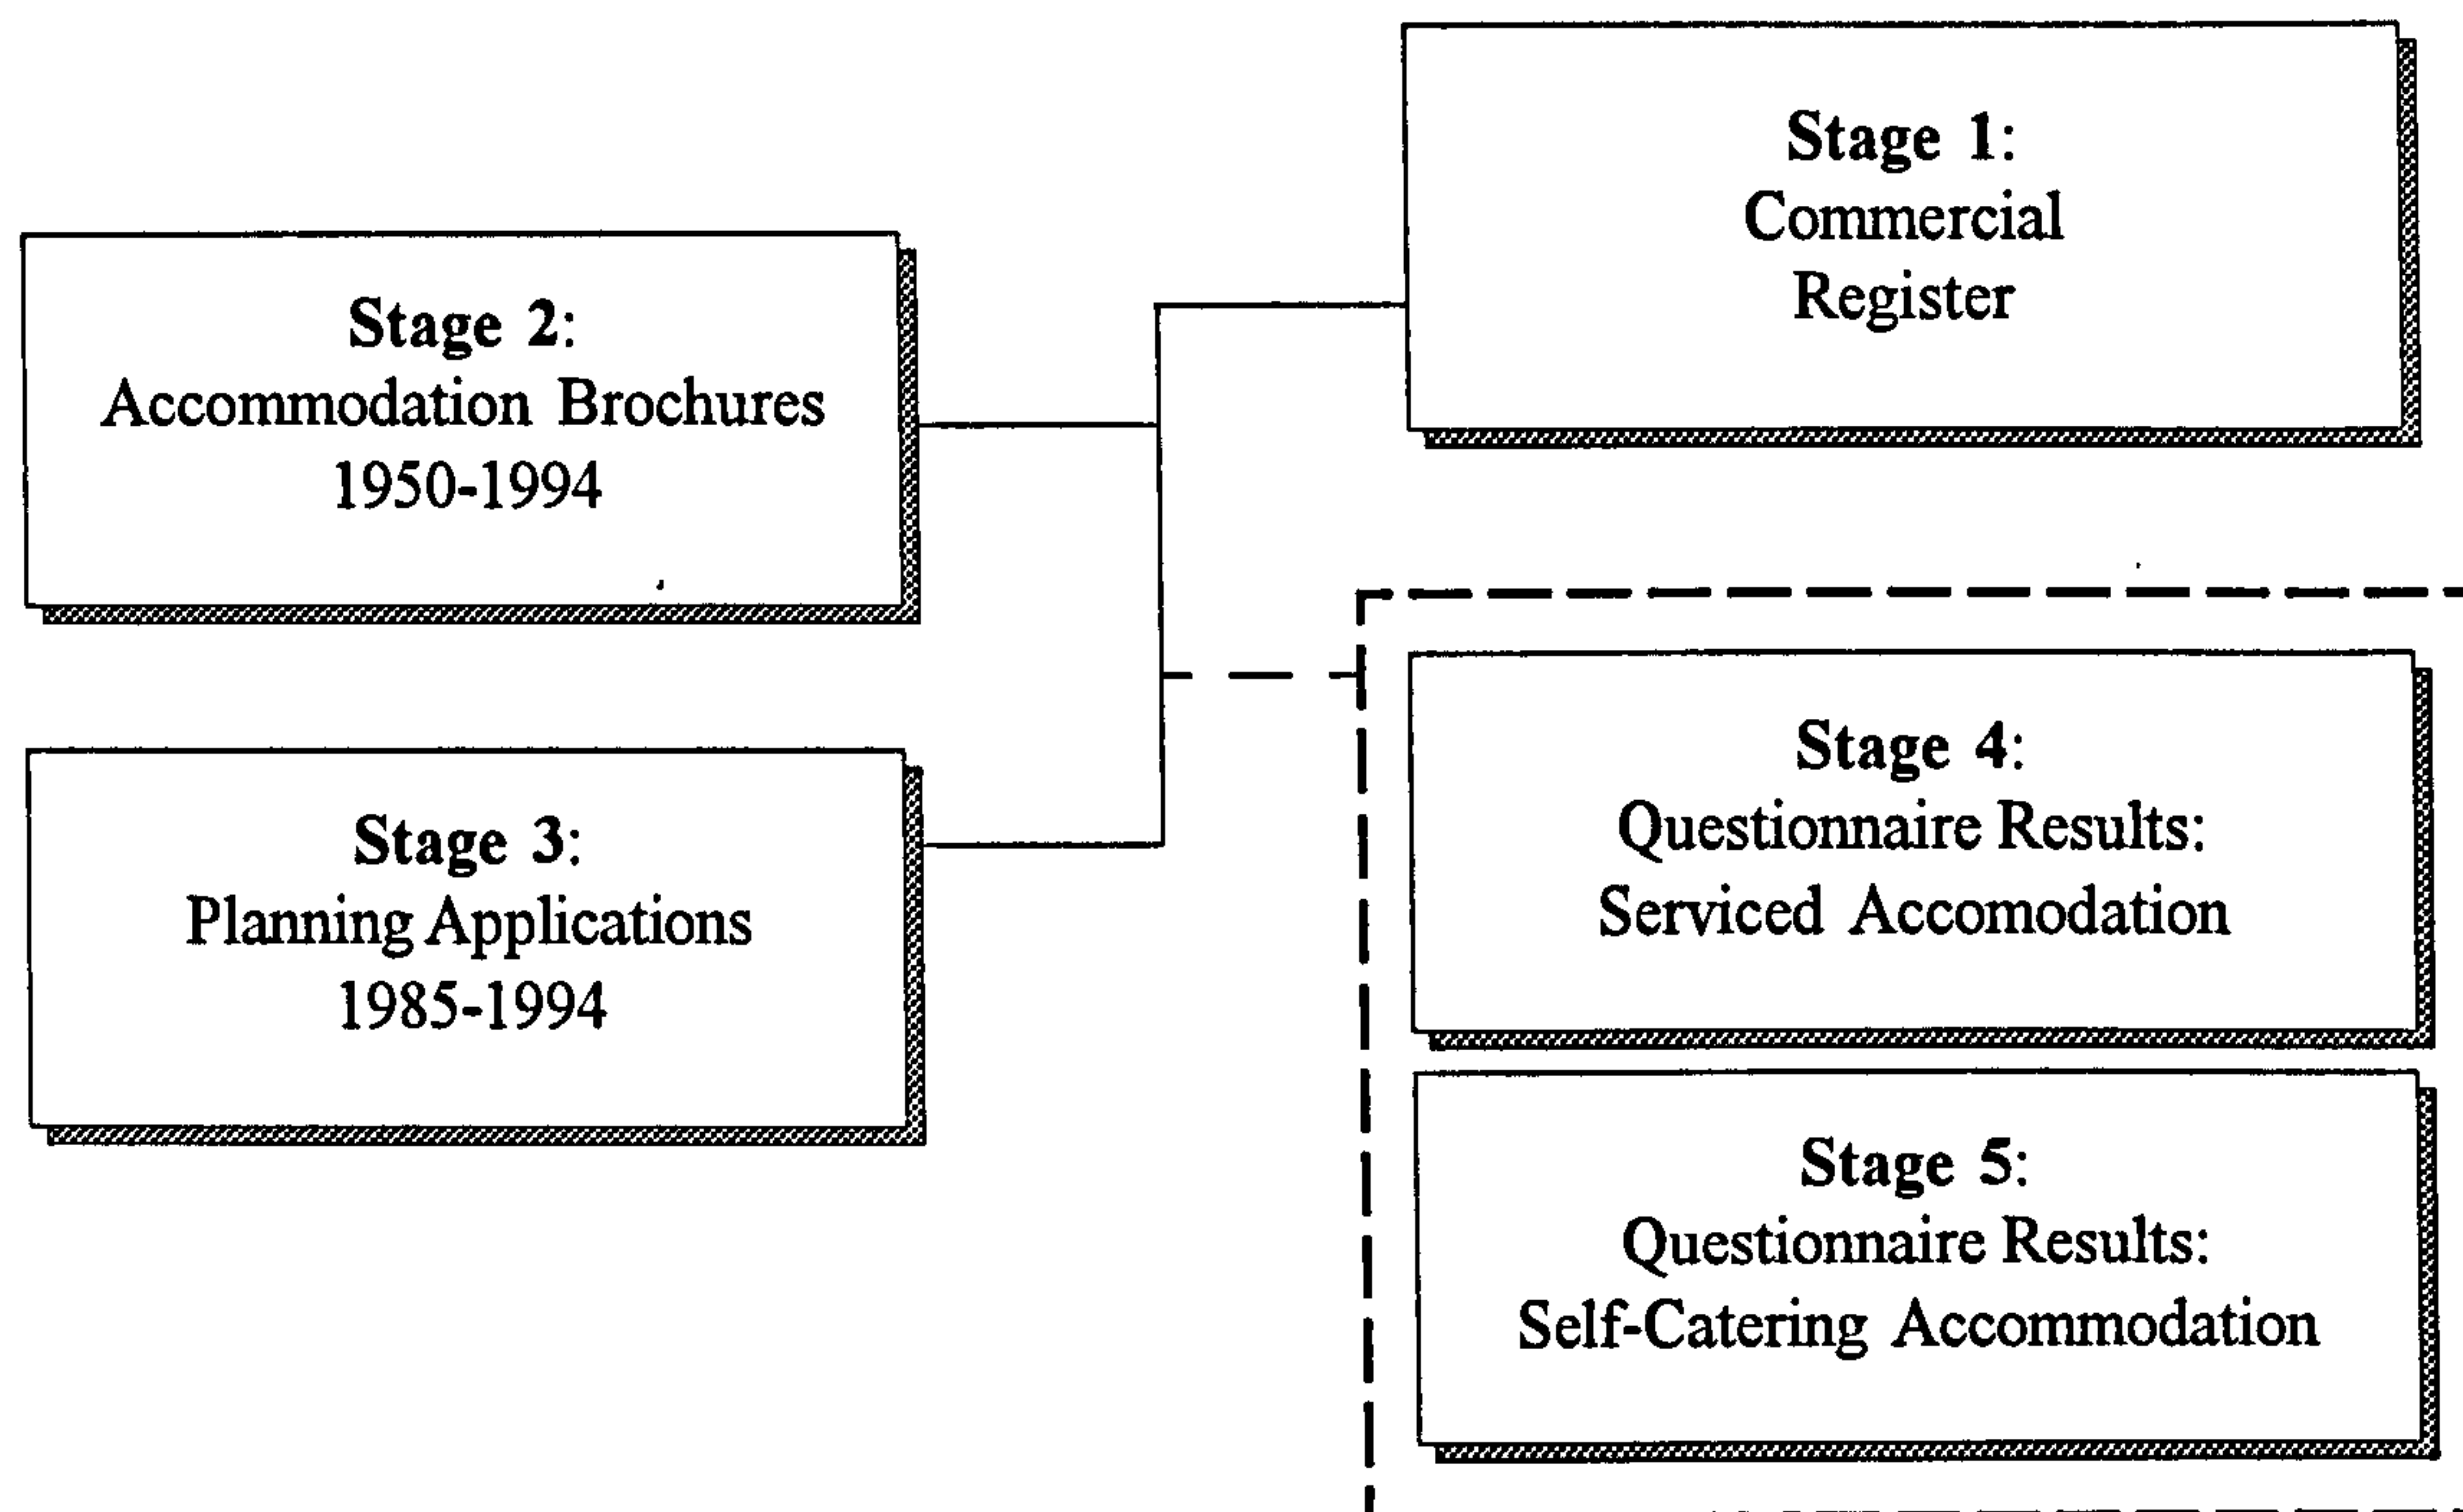 Stage 1:
Commercial
Register
Stage 2:
Accommodation Brochures
1950-1994
Stage 3:
Planning Applications
1985-1994
Stage 4:
Questionnaire Results:
Serviced Accomodation
Stage 5:
Questionnaire Results:
Self-Catering Accommodation